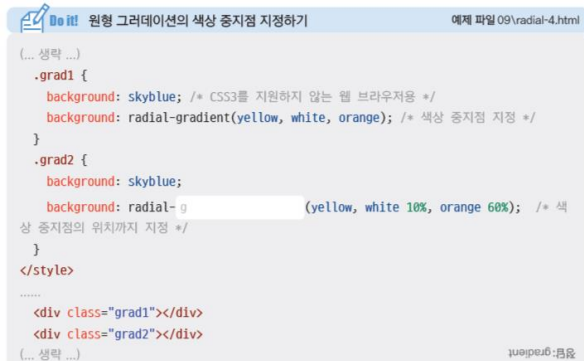 Do it! 원형 그러데이션의 색상 중지점 지정하기 예제 파일 09\radial-4.html
(... 생략 ...)
.grad1 {
background: skyblue; /* CSS3를 지원하지 않는 웹 브라우저용 */
background: radial-gradient(yellow, white, orange); /* 색상 중지점 지정 */
}
.grad2 {
background: skyblue;
background: radial- g (yellow, white 10%, orange 60%); /* 색
상 중지점의 위치까지 지정 */
}
</style>
......
<div class="grad1"></div>
<div class="grad2"></div>
(... 생략 ...) 정답: gradient